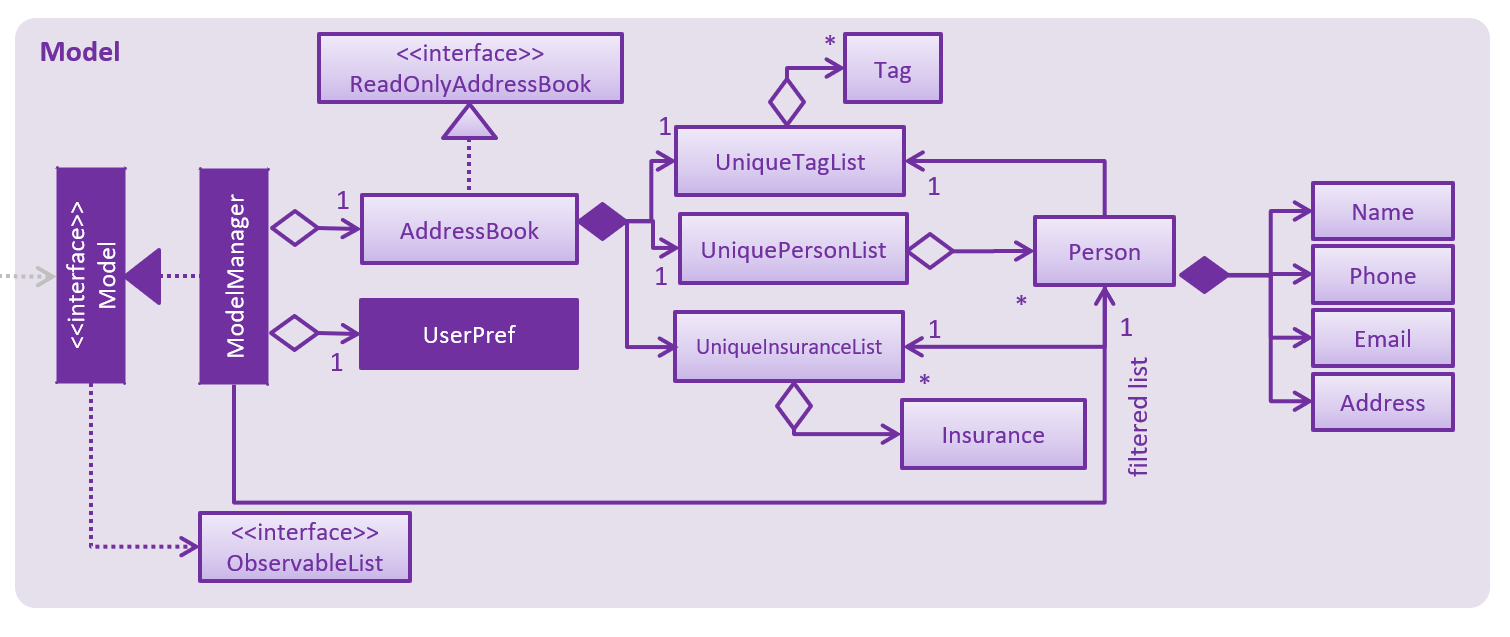 Model
<<interface>>
ReadOnlyAddressBook
*
Tag
1
UniqueTagList
1
<<interface>>
Model
ModelManager
1
AddressBook
UniquePersonList
1
*
Person
Name
Phone
Email
Address
1
UserPref
UniqueInsuranceList
1
*
Insurance
1
filtered list
<<interface>>
ObservableList